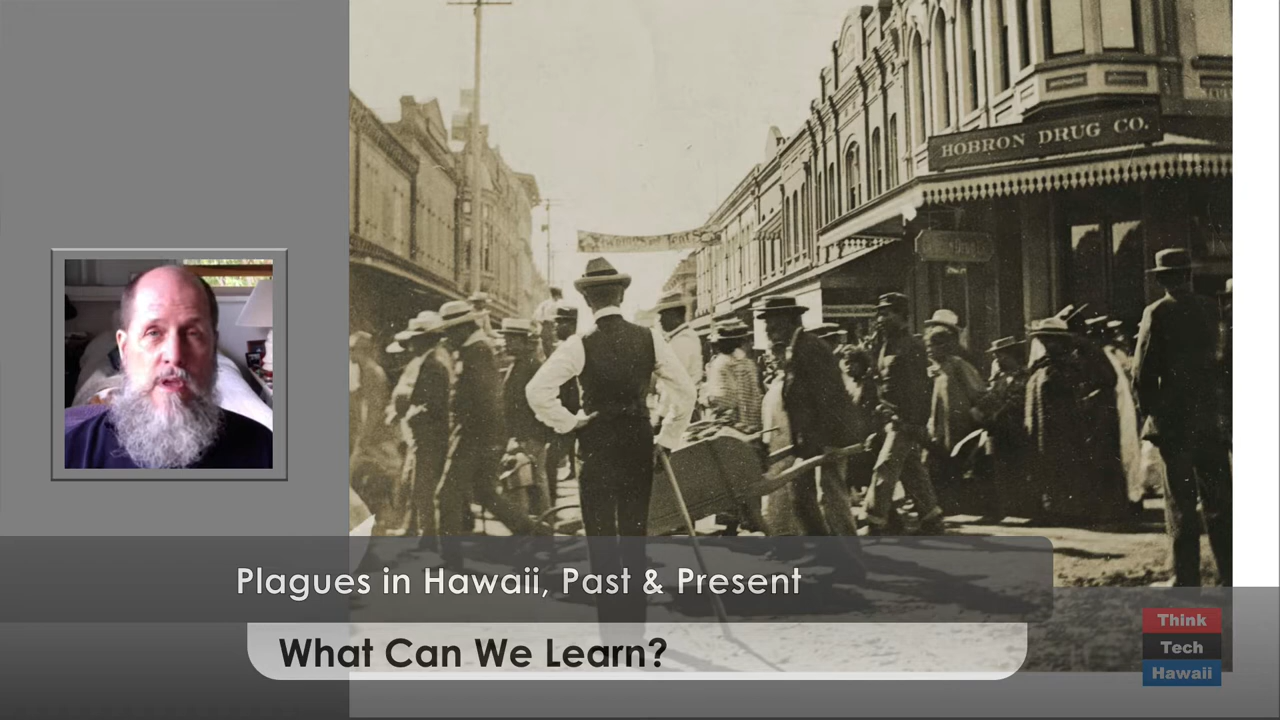 HOBRON DRUG CO.
Plagues in Hawaii, Past & Present
What Can We Learn?
Think
Tech
Hawaii